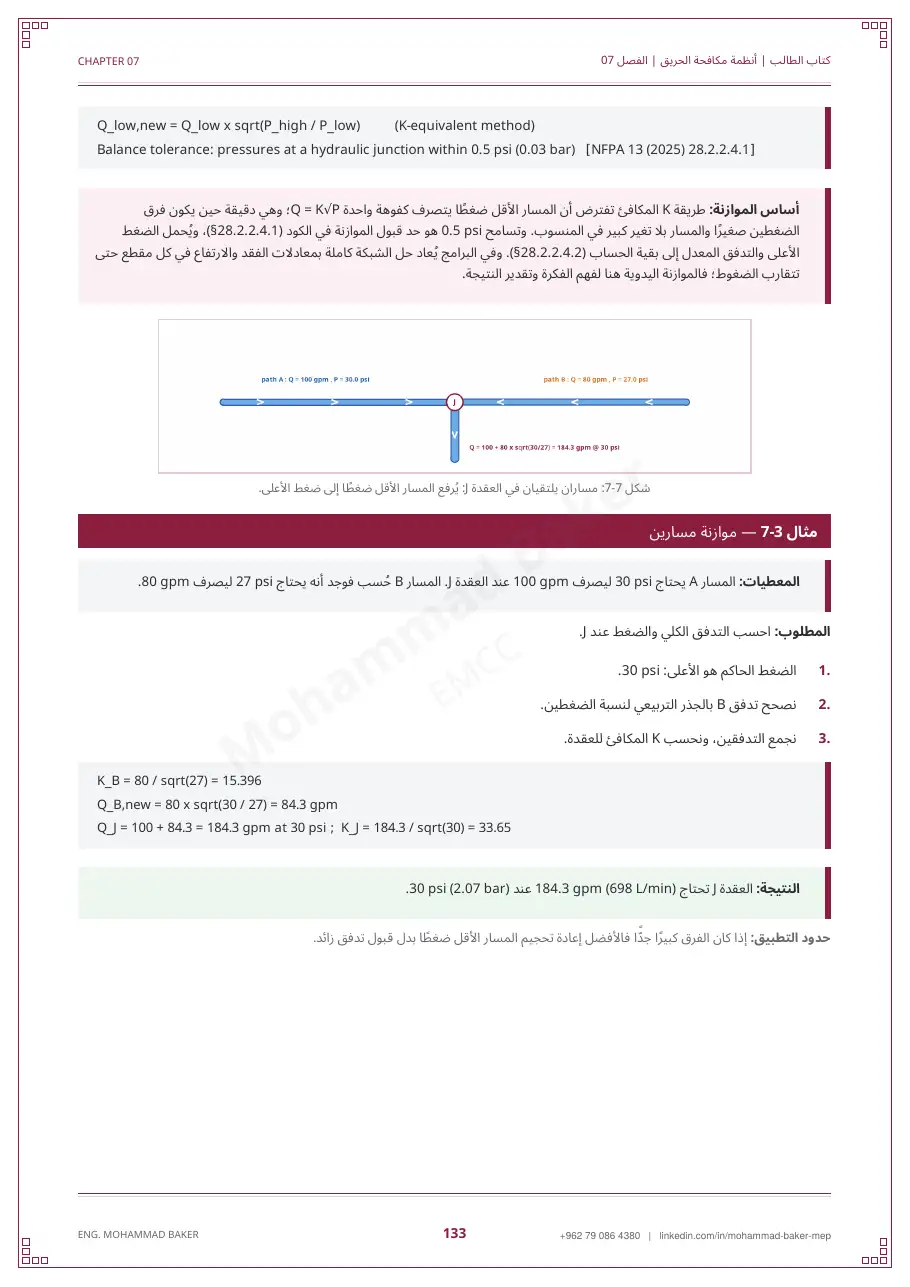 CHAPTER 07
كتاب الطالب | أنظمة مكافحة الحريق | الفصل 07
Q_low,new = Q_low x sqrt(P_high / P_low) (K-equivalent method)
Balance tolerance: pressures at a hydraulic junction within 0.5 psi (0.03 bar) [NFPA 13 (2025) 28.2.2.4.1]
أساس الموازنة: طريقة K المكافئ تفترض أن المسار الأقل ضغطًا يتصرف كفوهة واحدة Q = K√P؛ وهي دقيقة حين يكون فرق
الضغطين صغيرًا والمسار بلا تغير كبير في المنسوب. وتسامح 0.5 psi هو حد قبول الموازنة في الكود (§28.2.2.4.1)، ويُحمل الضغط
الأعلى والتدفق المعدل إلى بقية الحساب (§28.2.2.4.2). وفي البرامج يُعاد حل الشبكة كاملة بمعادلات الفقد والارتفاع في كل مقطع حتى
تتقارب الضغوط؛ فالموازنة اليدوية هنا لفهم الفكرة وتقدير النتيجة.
path A : Q = 100 gpm , P = 30.0 psi
path B : Q = 80 gpm , P = 27.0 psi
J
Q = 100 + 80 x sqrt(30/27) = 184.3 gpm @ 30 psi
شكل 7-7: مساران يلتقيان في العقدة J: يُرفع المسار الأقل ضغطًا إلى ضغط الأعلى.
مثال 3-7 — موازنة مسارين
المعطيات: المسار A يحتاج 30 psi ليصرف 100 gpm عند العقدة J. المسار B حُسب فوجد أنه يحتاج 27 psi ليصرف 80 gpm.
المطلوب: احسب التدفق الكلي والضغط عند J.
1. الضغط الحاكم هو الأعلى: 30 psi.
2. نصحح تدفق B بالجذر التربيعي لنسبة الضغطين.
3. نجمع التدفقين، ونحسب K المكافئ للعقدة.
K_B = 80 / sqrt(27) = 15.396
Q_B,new = 80 x sqrt(30 / 27) = 84.3 gpm
Q_J = 100 + 84.3 = 184.3 gpm at 30 psi ; K_J = 184.3 / sqrt(30) = 33.65
النتيجة: العقدة J تحتاج 184.3 gpm (698 L/min) عند 30 psi (2.07 bar).
حدود التطبيق: إذا كان الفرق كبيرًا جدًّا فالأفضل إعادة تحجيم المسار الأقل ضغطًا بدل قبول تدفق زائد.
Mohammad Baker
EMCC
ENG. MOHAMMAD BAKER
133
+962 79 086 4380 | linkedin.com/in/mohammad-baker-mep